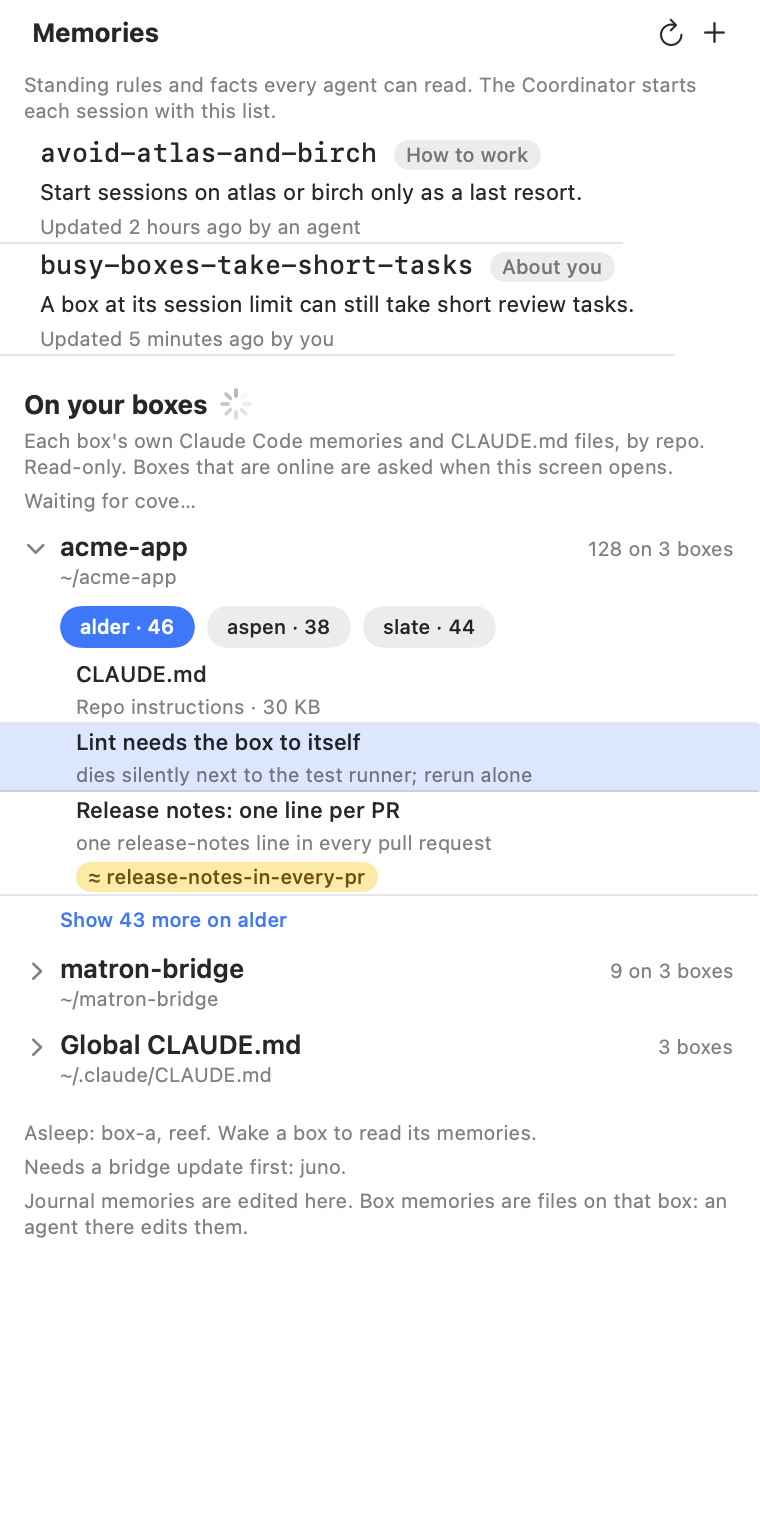 Memories
Standing rules and facts every agent can read. The Coordinator starts
each session with this list.
avoid-atlas-and-birch How to work
Start sessions on atlas or birch only as a last resort.
Updated 2 hours ago by an agent
busy-boxes-take-short-tasks About you
A box at its session limit can still take short review tasks.
Updated 5 minutes ago by you
On your boxes
Each box's own Claude Code memories and CLAUDE.md files, by repo.
Read-only. Boxes that are online are asked when this screen opens.
Waiting for cove…
acme-app 128 on 3 boxes
~/acme-app
alder · 46 aspen · 38 slate · 44
CLAUDE.md
Repo instructions · 30 KB
Lint needs the box to itself
dies silently next to the test runner; rerun alone
Release notes: one line per PR
one release-notes line in every pull request
≈ release-notes-in-every-pr
Show 43 more on alder
matron-bridge 9 on 3 boxes
~/matron-bridge
Global CLAUDE.md 3 boxes
~/.claude/CLAUDE.md
Asleep: box-a, reef. Wake a box to read its memories.
Needs a bridge update first: juno.
Journal memories are edited here. Box memories are files on that box: an
agent there edits them.